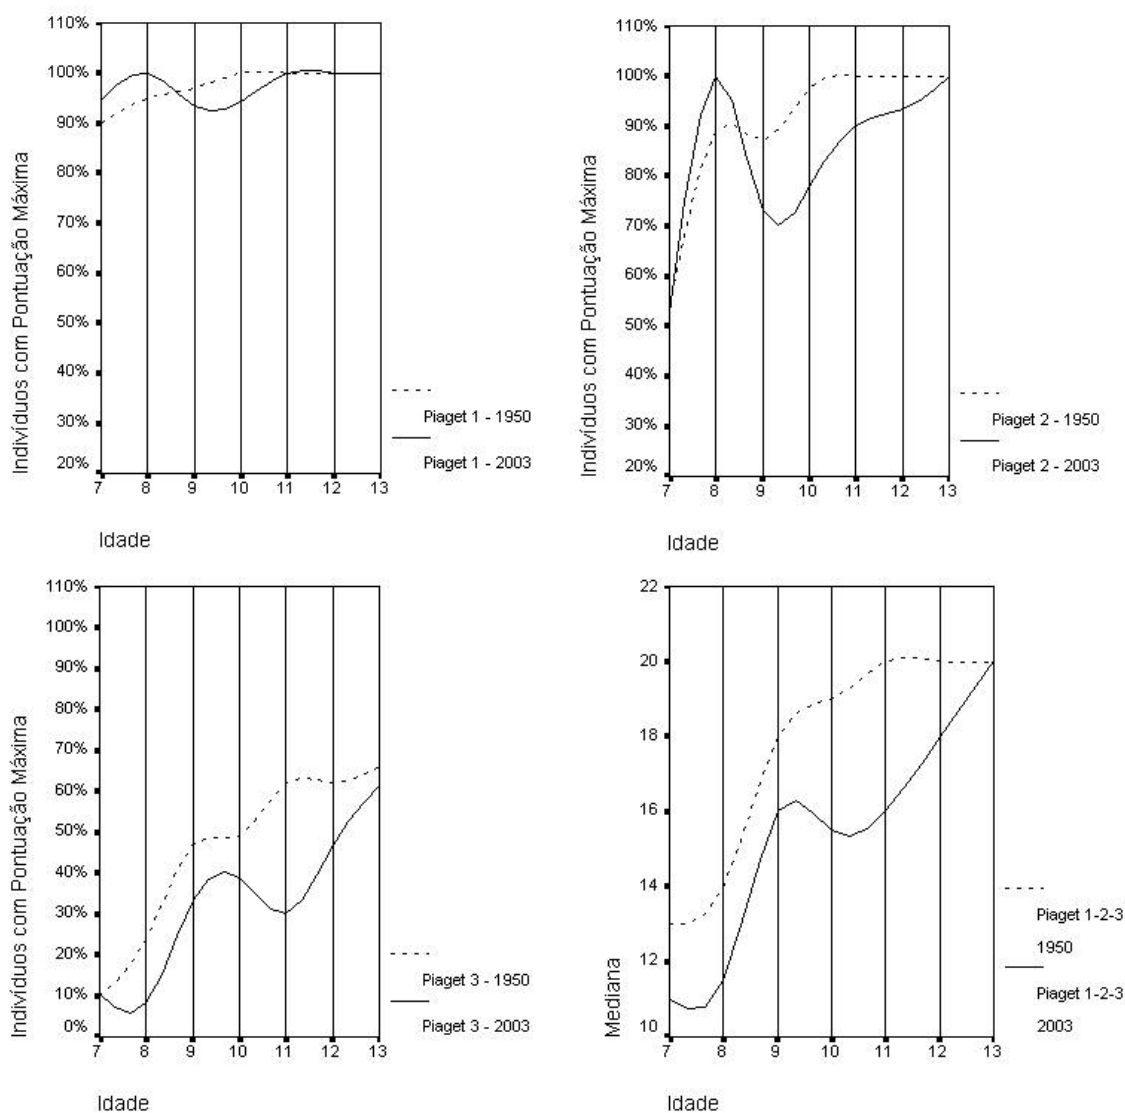 110%
100%
90%
80%
70%
60%
50%
40%
30%
20%
Indivíduos com Pontuação Máxima
7 8 9 10 11 12 13
Idade
Piaget 1 - 1950
Piaget 1 - 2003
110%
100%
90%
80%
70%
60%
50%
40%
30%
20%
Indivíduos com Pontuação Máxima
7 8 9 10 11 12 13
Idade
Piaget 2 - 1950
Piaget 2 - 2003
110%
100%
90%
80%
70%
60%
50%
40%
30%
20%
10%
0%
Indivíduos com Pontuação Máxima
7 8 9 10 11 12 13
Idade
Piaget 3 - 1950
Piaget 3 - 2003
22
20
18
16
14
12
10
Mediana
7 8 9 10 11 12 13
Idade
Piaget 1-2-3
1950
Piaget 1-2-3
2003